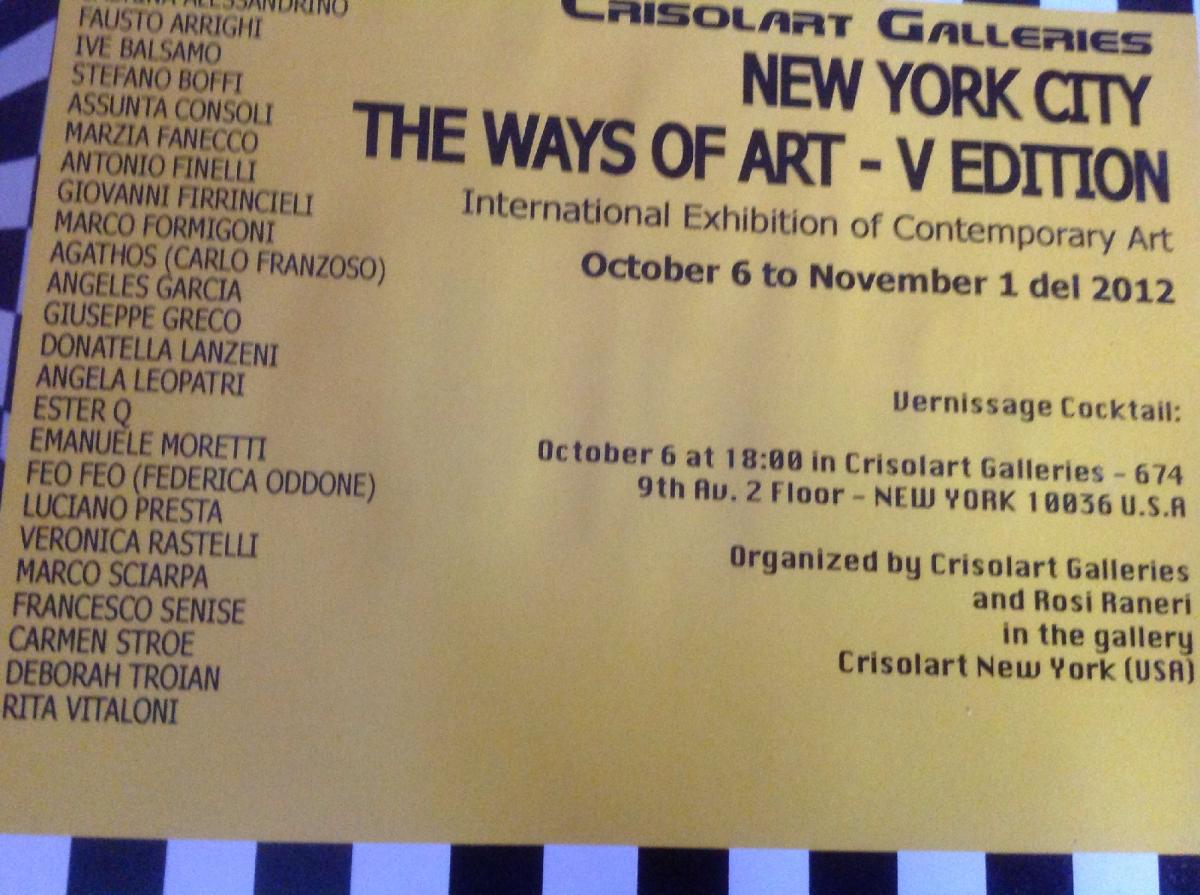 ALESSANDRINO
FAUSTO ARRIGHI
IVE BALSAMO
STEFANO BOFFI
ASSUNTA CONSOLI
MARZIA FANECCO
ANTONIO FINELLI
GIOVANNI FIRRINCIELI
MARCO FORMIGONI
AGATHOS (CARLO FRANZOSO)
ANGELES GARCIA
GIUSEPPE GRECO
DONATELLA LANZENI
ANGELA LEOPATRI
ESTER Q
EMANUELE MORETTI
FEO FEO (FEDERICA ODDONE)
LUCIANO PRESTA
VERONICA RASTELLI
MARCO SCIARPA
FRANCESCO SENISE
CARMEN STROE
DEBORAH TROIAN
RITA VITALONI
CRISOLART GALLERIES
NEW YORK CITY
THE WAYS OF ART - V EDITION
International Exhibition of Contemporary Art
October 6 to November 1 del 2012
Vernissage Cocktail:
October 6 at 18:00 in Crisolart Galleries - 674
9th Av. 2 Floor - NEW YORK 10036 U.S.A
Organized by Crisolart Galleries
and Rosi Raneri
in the gallery
Crisolart New York (USA)